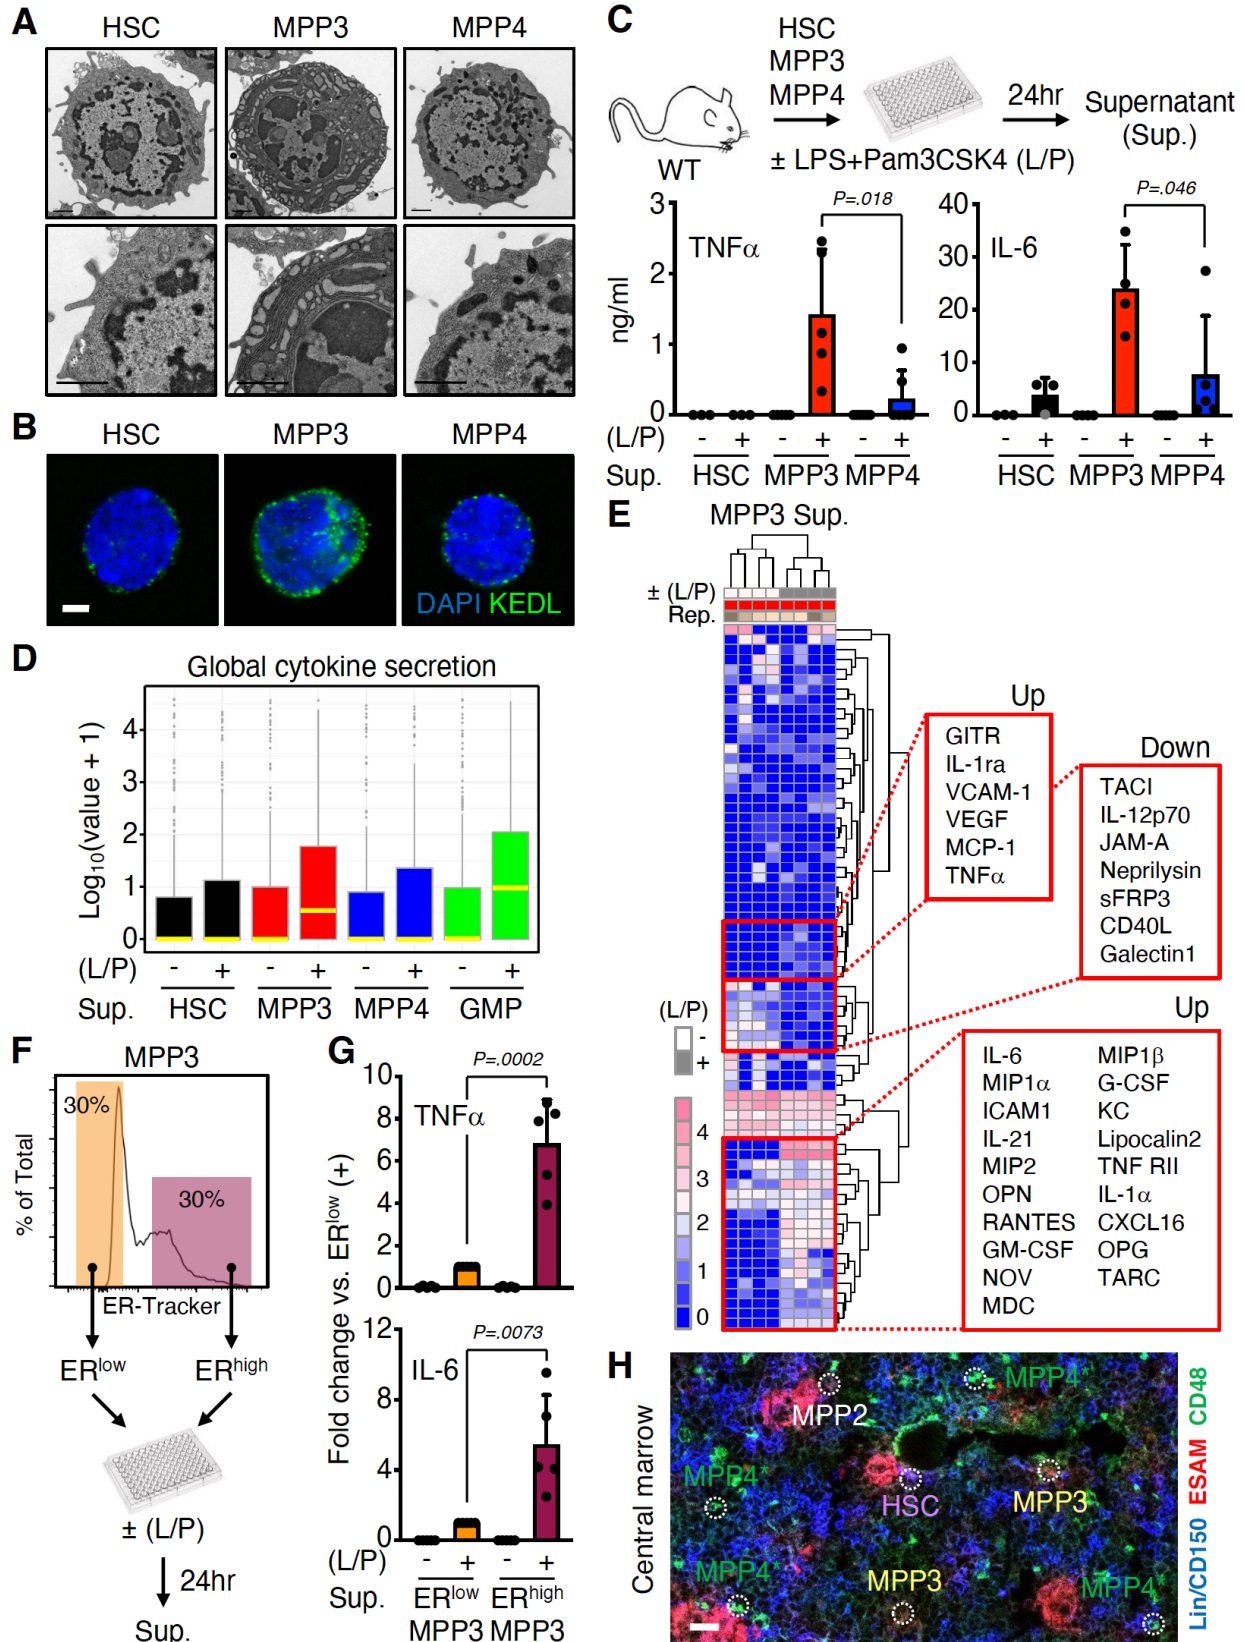 A
HSC
MPP3
MPP4
B
HSC
MPP3
MPP4
DAPI KEDL
C
HSC
MPP3
MPP4
24hr
Supernatant
(Sup.)
± LPS+Pam3CSK4 (L/P)
WT
P=.018
3
TNFα
2
ng/ml
1
0
(L/P)
- + - + - +
Sup.
HSC MPP3 MPP4
P=.046
40
IL-6
30
20
10
0
- + - + - +
HSC MPP3 MPP4
D
Global cytokine secretion
Log10(value + 1)
4
3
2
1
0
(L/P)
- + - + - + - +
Sup.
HSC MPP3 MPP4 GMP
E
MPP3 Sup.
± (L/P)
Rep.
Up
GITR
IL-1ra
VCAM-1
VEGF
MCP-1
TNFα
Down
TACI
IL-12p70
JAM-A
Neprilysin
sFRP3
CD40L
Galectin1
Up
IL-6 MIP1β
MIP1α G-CSF
ICAM1 KC
IL-21 Lipocalin2
MIP2 TNF RII
OPN IL-1α
RANTES CXCL16
GM-CSF OPG
NOV TARC
MDC
(L/P)
-
+
4
3
2
1
0
F
MPP3
30%
30%
% of Total
ER-Tracker
ERlow
ERhigh
± (L/P)
24hr
Sup.
G
P=.0002
10
TNFα
8
6
4
2
0
Fold change vs. ERlow (+)
P=.0073
12
IL-6
8
4
0
(L/P)
- + - +
Sup.
ERlow ERhigh
MPP3 MPP3
H
Central marrow
MPP4*
MPP2
MPP4*
HSC
MPP3
MPP4*
MPP3
MPP4*
Lin/CD150 ESAM CD48